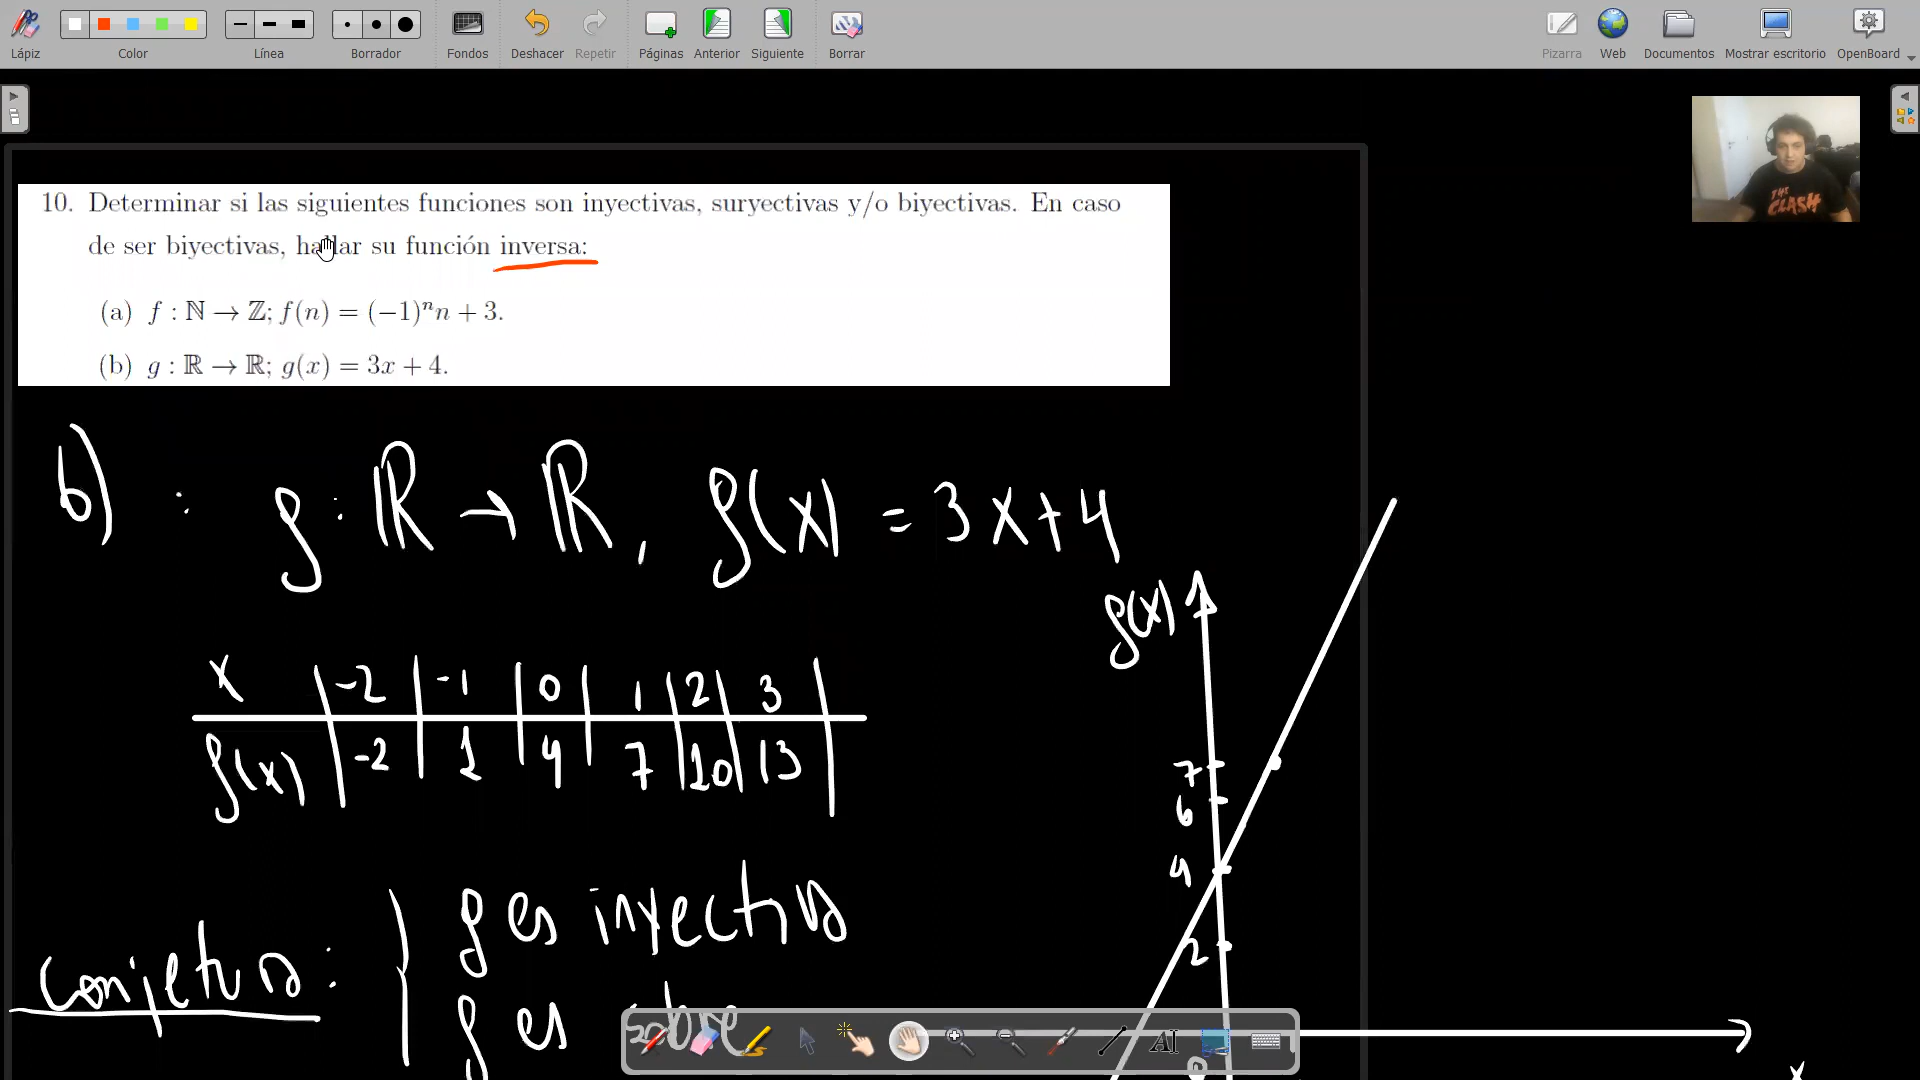 Lápiz Color Línea Borrador Fondos Deshacer Repetir Páginas Anterior Siguiente Borrar Pizarra Web Documentos Mostrar escritorio OpenBoard
THE CLASH
10. Determinar si las siguientes funciones son inyectivas, suryectivas y/o biyectivas. En caso
de ser biyectivas, hallar su función inversa:
(a) f : ℕ → ℤ; f(n) = (−1)ⁿn + 3.
(b) g : ℝ → ℝ; g(x) = 3x + 4.
b) : g : ℝ → ℝ, g(x) = 3x+4
g(x)
x -2 -1 0 1 2 3
g(x) -2 1 4 7 10 13
7
6
4
2
0
x
conjetura: { g es inyectiva
g es sobre
AI